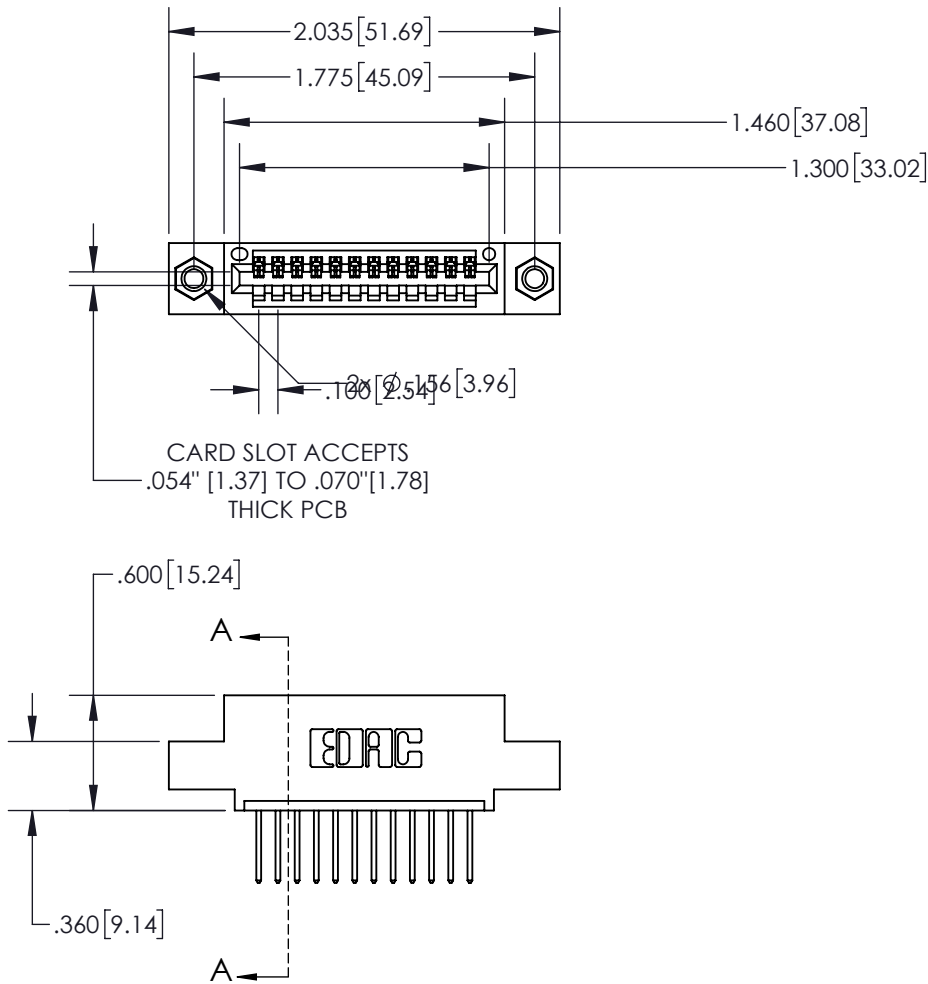 2.035[51.69]
1.775[45.09]
1.460[37.08]
1.300[33.02]
2x Ø .156 [3.96]
.100[2.54]
CARD SLOT ACCEPTS
.054" [1.37] TO .070"[1.78]
THICK PCB
.600[15.24]
A
EDAC
.360[9.14]
A